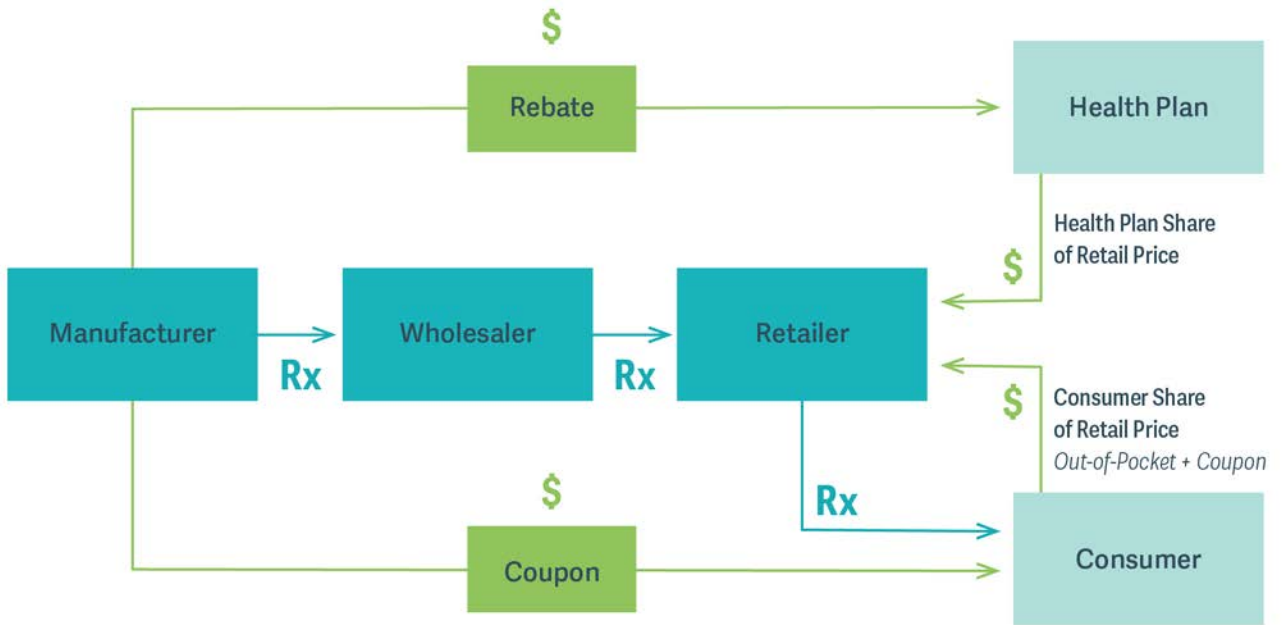 $
Rebate
Health Plan
Health Plan Share
of Retail Price
$
Manufacturer
Rx
Wholesaler
Rx
Retailer
$
Consumer Share
of Retail Price
Out-of-Pocket + Coupon
$
Rx
Coupon
Consumer